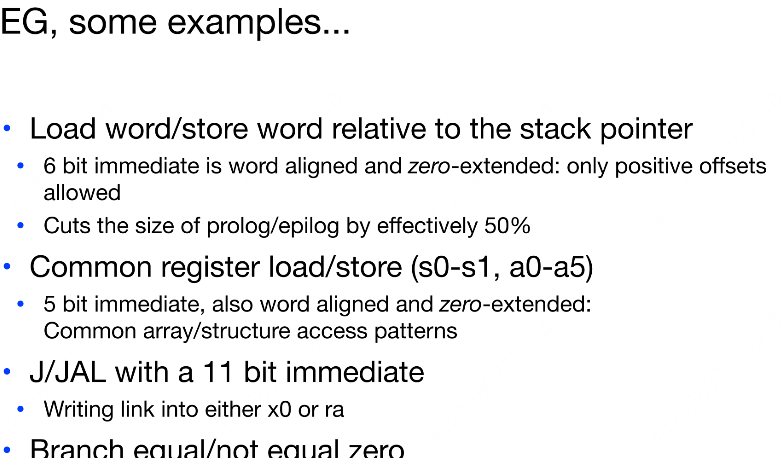 EG, some examples...
• Load word/store word relative to the stack pointer
• 6 bit immediate is word aligned and zero-extended: only positive offsets
allowed
• Cuts the size of prolog/epilog by effectively 50%
• Common register load/store (s0-s1, a0-a5)
• 5 bit immediate, also word aligned and zero-extended:
Common array/structure access patterns
• J/JAL with a 11 bit immediate
• Writing link into either x0 or ra
• Branch equal/not equal zero